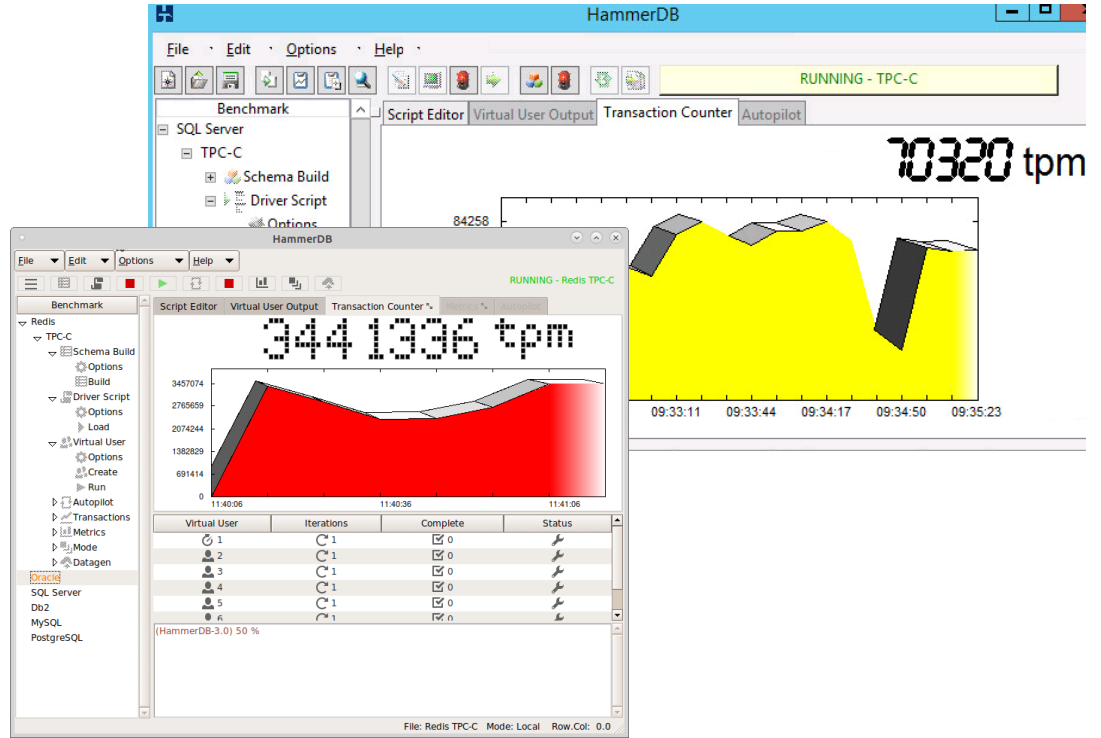 HammerDB
File Edit Options Help
RUNNING - TPC-C
Benchmark
Script Editor Virtual User Output Transaction Counter Autopilot
SQL Server
TPC-C
Schema Build
Driver Script
Options
70320 tpm
84258
09:33:11 09:33:44 09:34:17 09:34:50 09:35:23
HammerDB
File Edit Options Help
RUNNING - Redis TPC-C
Benchmark
Script Editor Virtual User Output Transaction Counter Metrics Autopilot
Redis
TPC-C
Schema Build
Options
Build
Driver Script
Options
Load
Virtual User
Options
Create
Run
Autopilot
Transactions
Metrics
Mode
Datagen
Oracle
SQL Server
Db2
MySQL
PostgreSQL
3441336 tpm
3457074
2765659
2074244
1382829
691414
0
11:40:06 11:40:36 11:41:06
Virtual User Iterations Complete Status
1 1 0
2 1 0
3 1 0
4 1 0
5 1 0
6 1 0
(HammerDB-3.0) 50 %
File: Redis TPC-C Mode: Local Row.Col: 0.0